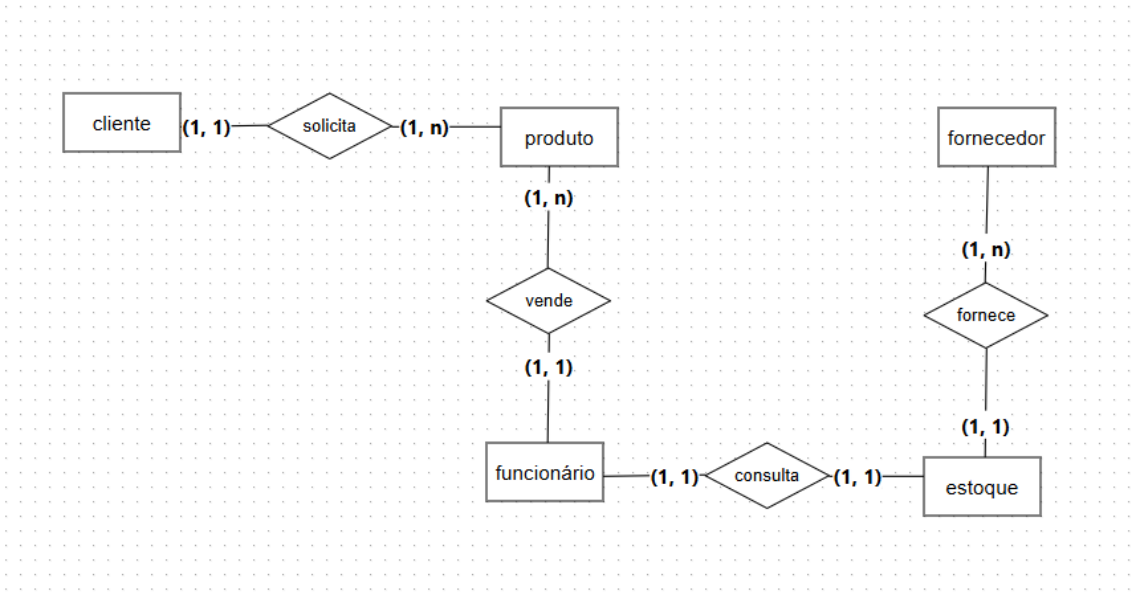 cliente
(1, 1)
solicita
(1, n)
produto
fornecedor
(1, n)
(1, n)
vende
fornece
(1, 1)
(1, 1)
funcionário
(1, 1)
consulta
(1, 1)
estoque